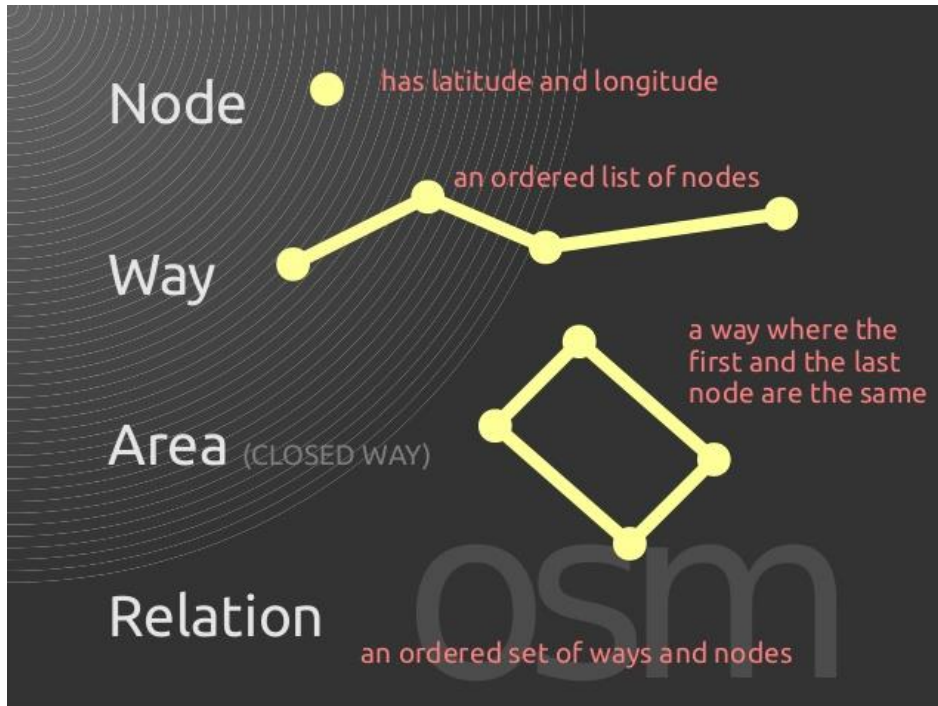 Node
has latitude and longitude
an ordered list of nodes
Way
a way where the
first and the last
node are the same
Area (CLOSED WAY)
osm
Relation
an ordered set of ways and nodes